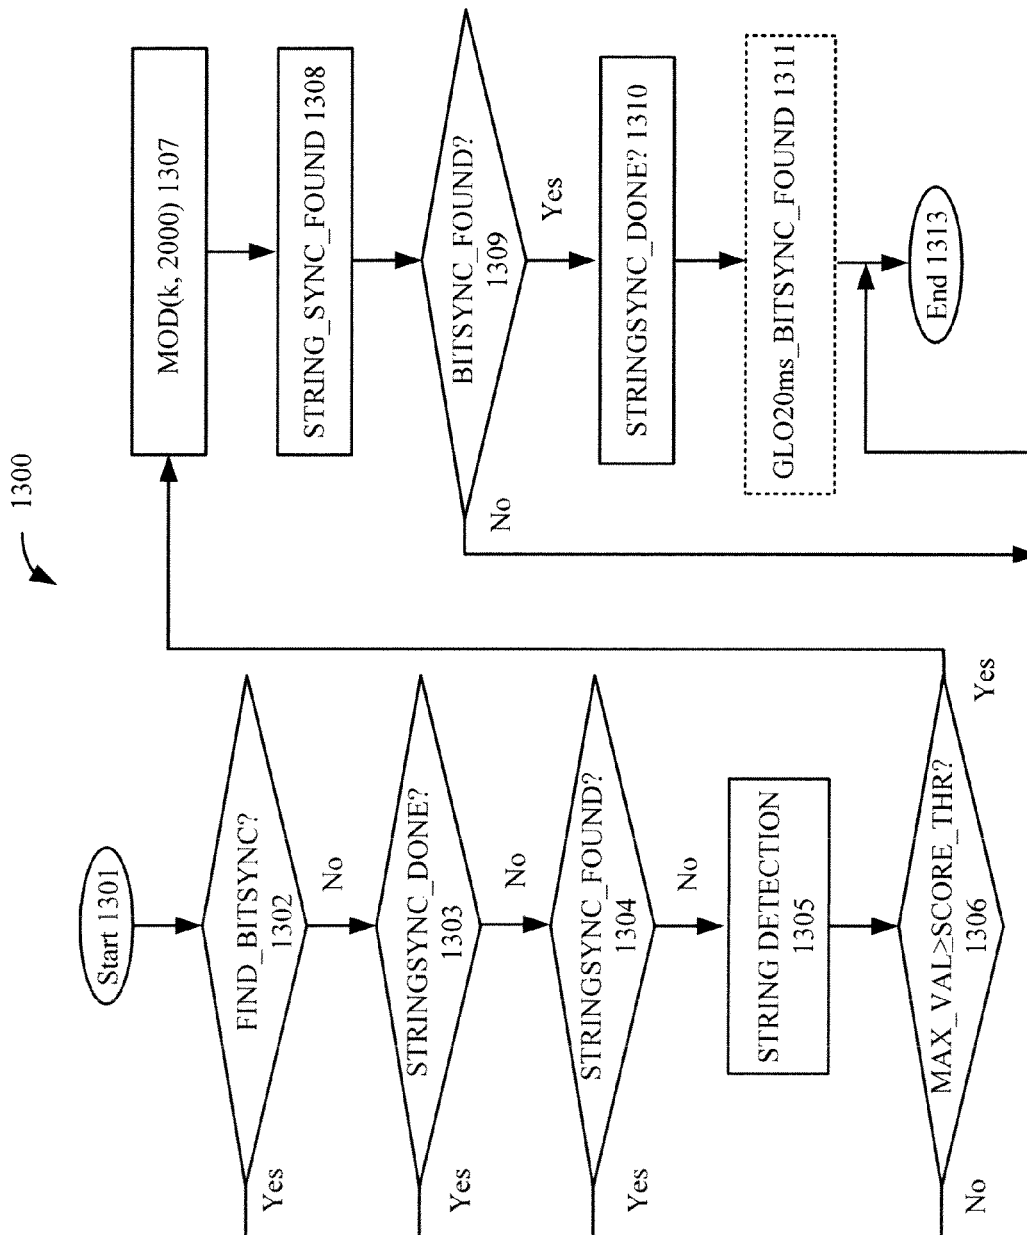 1300
Start 1301
FIND_BITSYNC?
1302
Yes
No
STRINGSYNC_DONE?
1303
Yes
No
STRINGSYNC_FOUND?
1304
Yes
No
STRING DETECTION
1305
MAX_VAL>SCORE_THR?
1306
No
Yes
MOD(k, 2000) 1307
STRING_SYNC_FOUND 1308
BITSYNC_FOUND?
1309
No
Yes
STRINGSYNC_DONE? 1310
GLO20ms_BITSYNC_FOUND 1311
End 1313